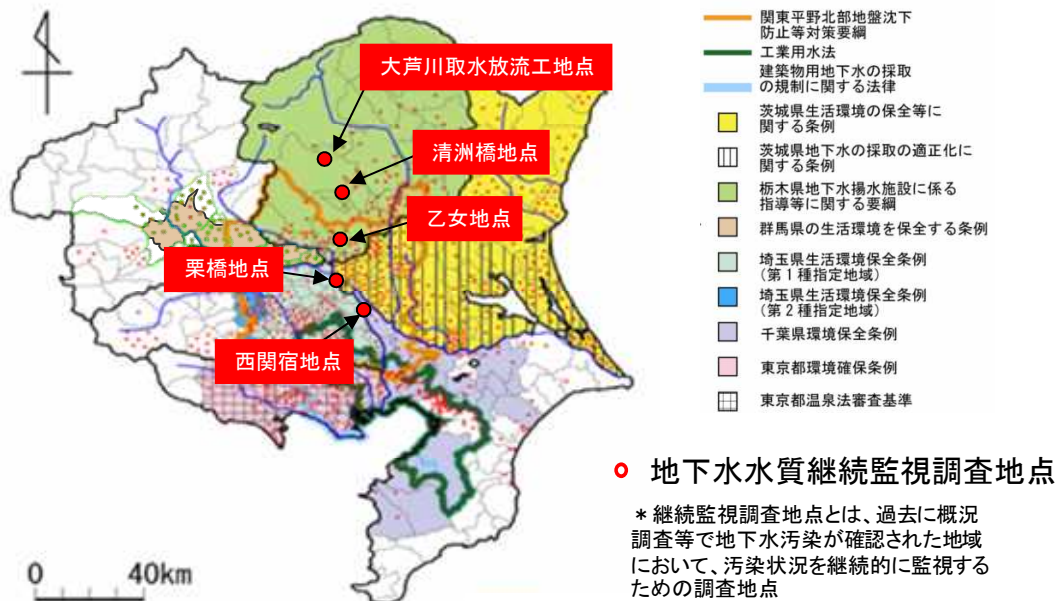 大芦川取水放流工地点
清洲橋地点
乙女地点
栗橋地点
西関宿地点
0 40km
関東平野北部地盤沈下
防止等対策要綱
工業用水法
建築物用地下水の採取
の規制に関する法律
茨城県生活環境の保全等に
関する条例
茨城県地下水の採取の適正化に
関する条例
栃木県地下水揚水施設に係る
指導等に関する要綱
群馬県の生活環境を保全する条例
埼玉県生活環境保全条例
(第1種指定地域)
埼玉県生活環境保全条例
(第2種指定地域)
千葉県環境保全条例
東京都環境確保条例
東京都温泉法審査基準
地下水水質継続監視調査地点
*継続監視調査地点とは、過去に概況
調査等で地下水汚染が確認された地域
において、汚染状況を継続的に監視する
ための調査地点